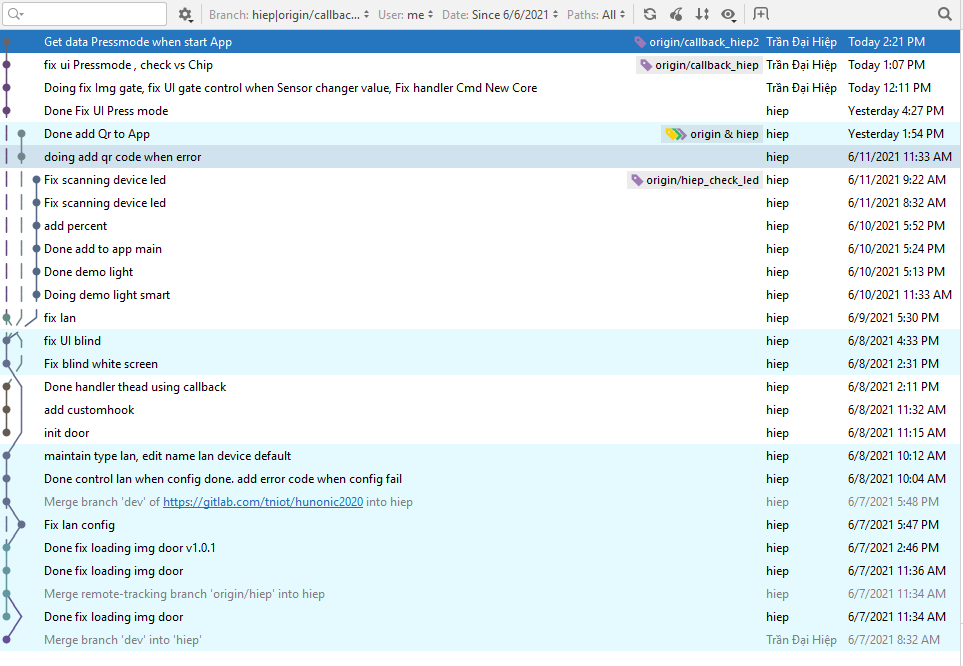 Branch: hiep|origin/callbac... User: me Date: Since 6/6/2021 Paths: All
Get data Pressmode when start App origin/callback_hiep2 Trần Đại Hiệp Today 2:21 PM
fix ui Pressmode , check vs Chip origin/callback_hiep Trần Đại Hiệp Today 1:07 PM
Doing fix Img gate, fix UI gate control when Sensor changer value, Fix handler Cmd New Core Trần Đại Hiệp Today 12:11 PM
Done Fix UI Press mode hiep Yesterday 4:27 PM
Done add Qr to App origin & hiep hiep Yesterday 1:54 PM
doing add qr code when error hiep 6/11/2021 11:33 AM
Fix scanning device led origin/hiep_check_led hiep 6/11/2021 9:22 AM
Fix scanning device led hiep 6/11/2021 8:32 AM
add percent hiep 6/10/2021 5:52 PM
Done add to app main hiep 6/10/2021 5:24 PM
Done demo light hiep 6/10/2021 5:13 PM
Doing demo light smart hiep 6/10/2021 11:33 AM
fix lan hiep 6/9/2021 5:30 PM
fix UI blind hiep 6/8/2021 4:33 PM
Fix blind white screen hiep 6/8/2021 2:31 PM
Done handler thead using callback hiep 6/8/2021 2:11 PM
add customhook hiep 6/8/2021 11:32 AM
init door hiep 6/8/2021 11:15 AM
maintain type lan, edit name lan device default hiep 6/8/2021 10:12 AM
Done control lan when config done. add error code when config fail hiep 6/8/2021 10:04 AM
Merge branch 'dev' of https://gitlab.com/tniot/hunonic2020 into hiep hiep 6/7/2021 5:48 PM
Fix lan config hiep 6/7/2021 5:47 PM
Done fix loading img door v1.0.1 hiep 6/7/2021 2:46 PM
Done fix loading img door hiep 6/7/2021 11:36 AM
Merge remote-tracking branch 'origin/hiep' into hiep hiep 6/7/2021 11:34 AM
Done fix loading img door hiep 6/7/2021 11:34 AM
Merge branch 'dev' into 'hiep' Trần Đại Hiệp 6/7/2021 8:32 AM